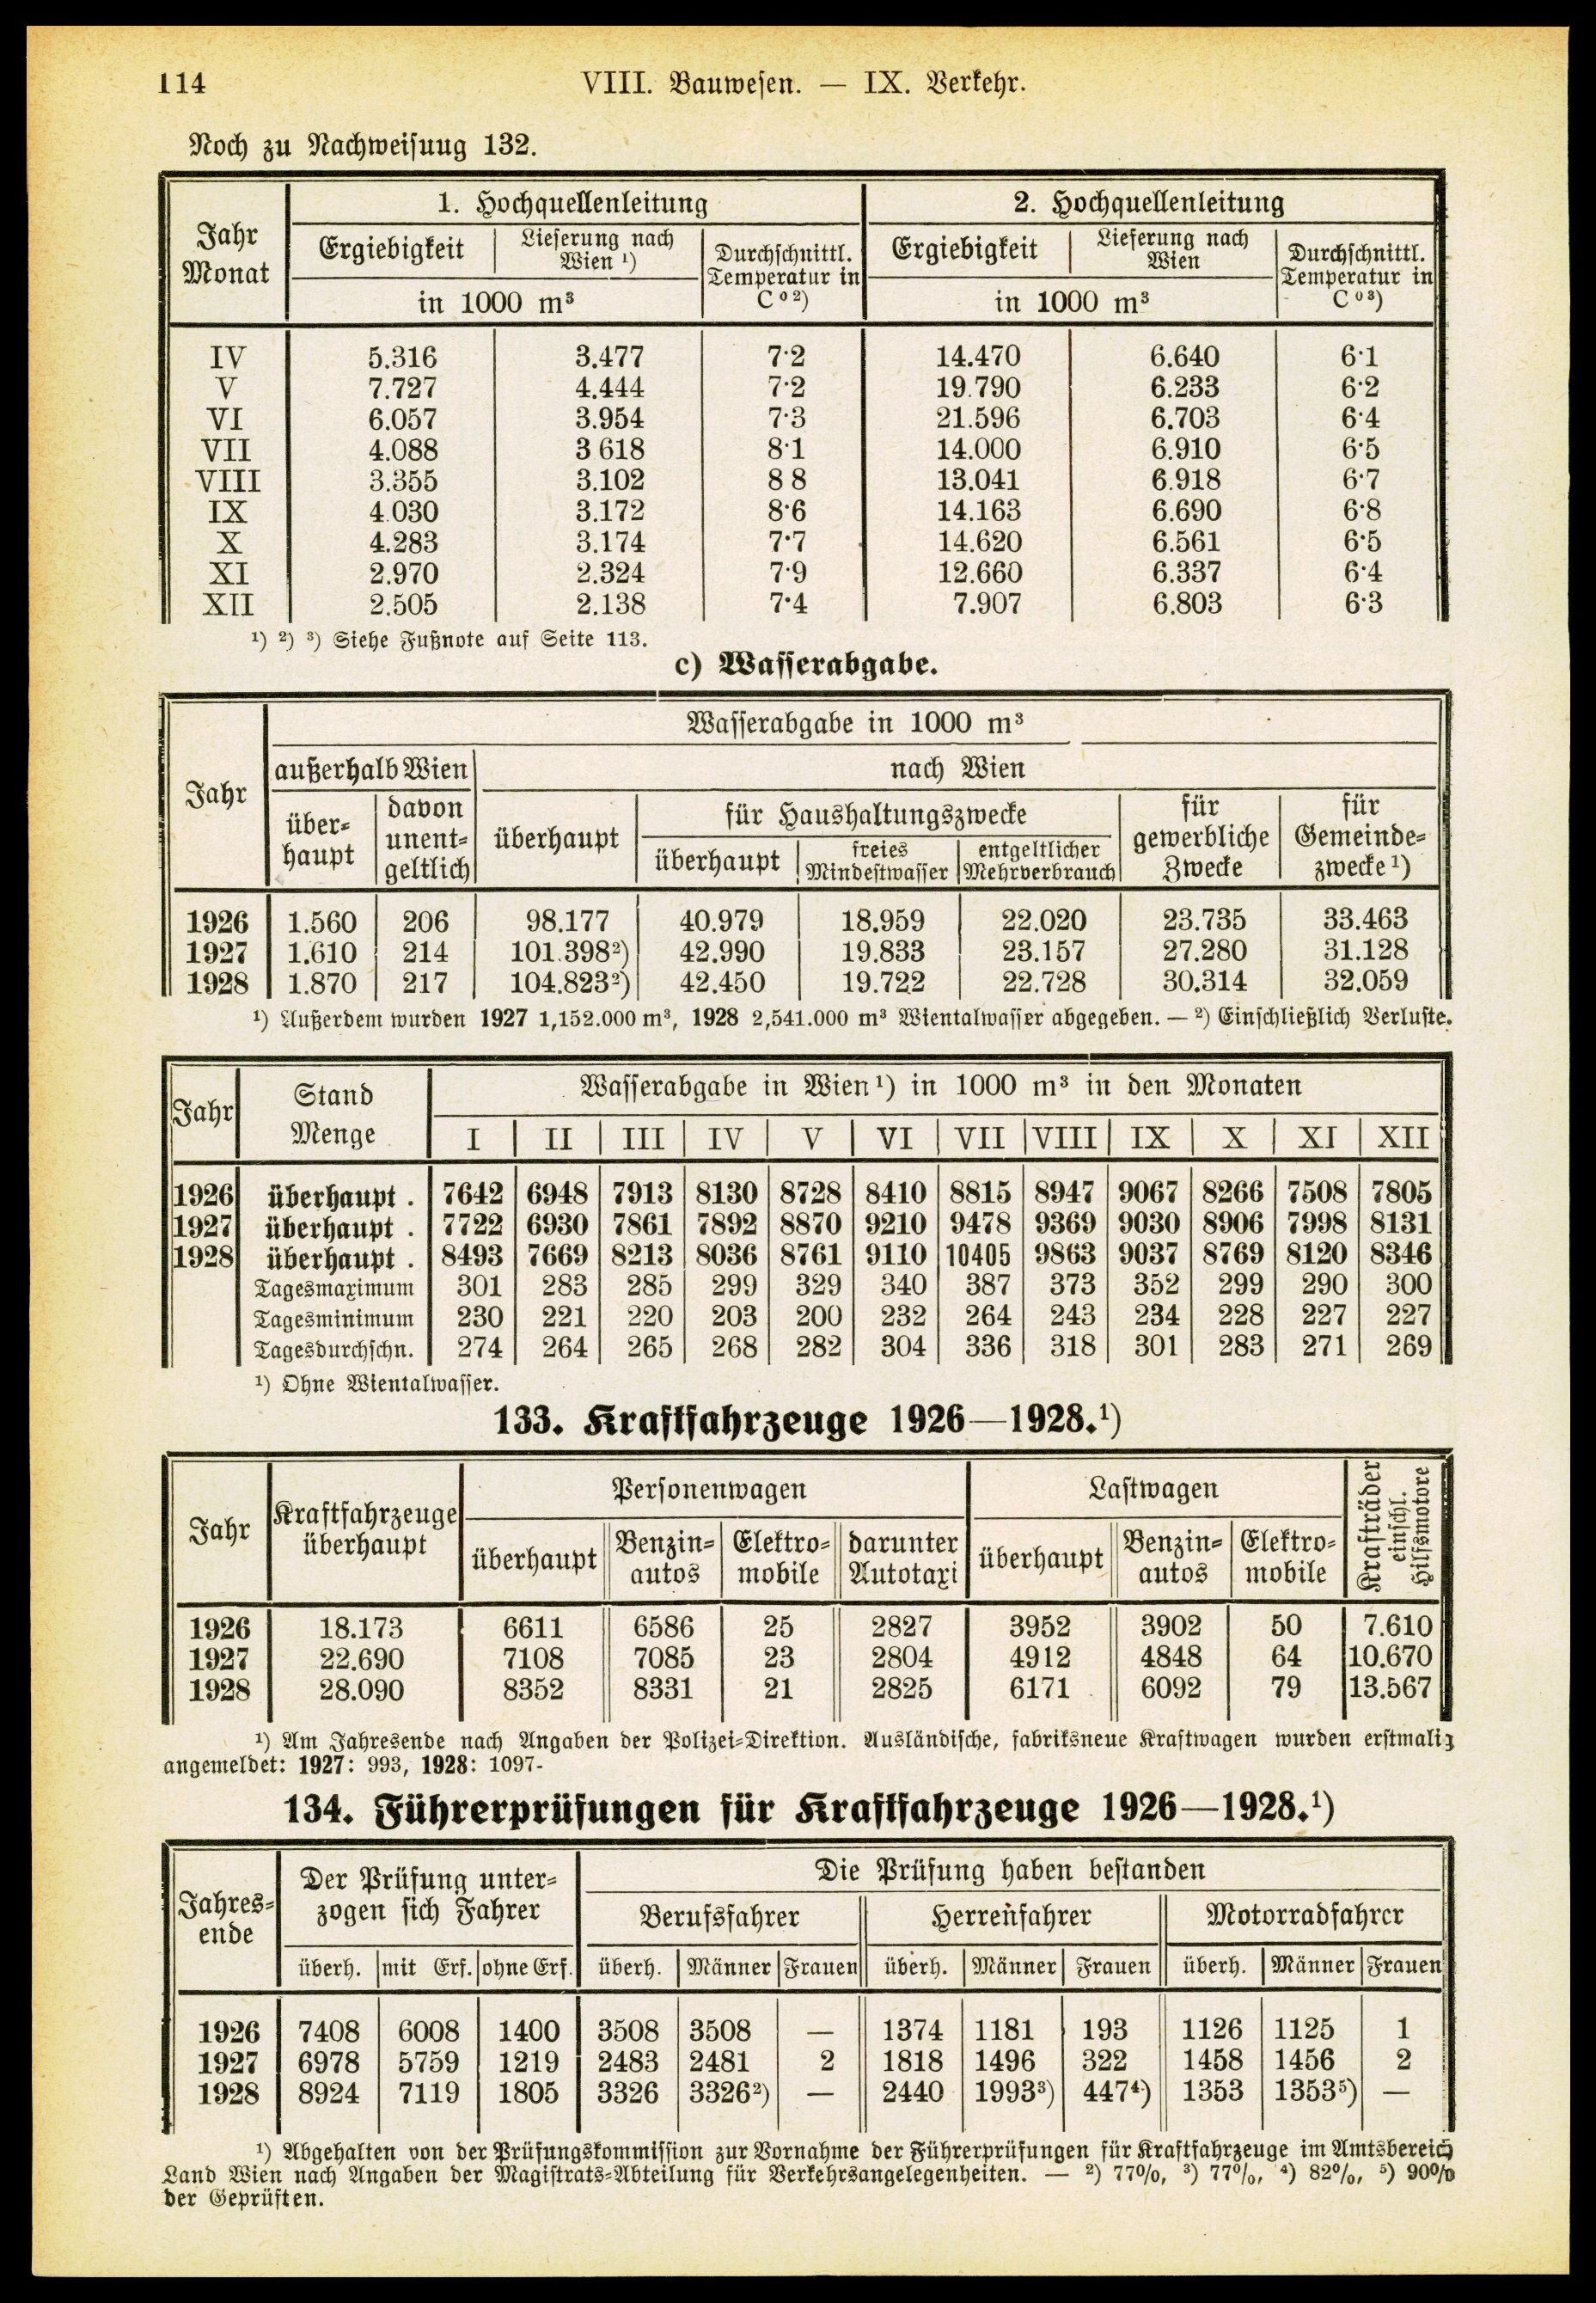 114 VIII. Bauwesen. — IX. Verkehr.
Noch zu Nachweisung 132.
Jahr Monat | 1. Hochquellenleitung | 2. Hochquellenleitung
Ergiebigkeit | Lieferung nach Wien ¹) | Durchschnittl. Temperatur in C° ²) | Ergiebigkeit | Lieferung nach Wien | Durchschnittl. Temperatur in C° ³)
in 1000 m³ | in 1000 m³
IV 5.316 3.477 7·2 14.470 6.640 6·1
V 7.727 4.444 7·2 19.790 6.233 6·2
VI 6.057 3.954 7·3 21.596 6.703 6·4
VII 4.088 3 618 8·1 14.000 6.910 6·5
VIII 3.355 3.102 8 8 13.041 6.918 6·7
IX 4.030 3.172 8·6 14.163 6.690 6·8
X 4.283 3.174 7·7 14.620 6.561 6·5
XI 2.970 2.324 7·9 12.660 6.337 6·4
XII 2.505 2.138 7·4 7.907 6.803 6·3
¹) ²) ³) Siehe Fußnote auf Seite 113.
c) Wasserabgabe.
Jahr | Wasserabgabe in 1000 m³
außerhalb Wien | nach Wien
überhaupt | davon unentgeltlich | überhaupt | für Haushaltungszwecke | für gewerbliche Zwecke | für Gemeindezwecke ¹)
überhaupt | freies Mindestwasser | entgeltlicher Mehrverbrauch
1926 1.560 206 98.177 40.979 18.959 22.020 23.735 33.463
1927 1.610 214 101.398²) 42.990 19.833 23.157 27.280 31.128
1928 1.870 217 104.823²) 42.450 19.722 22.728 30.314 32.059
¹) Außerdem wurden 1927 1,152.000 m³, 1928 2,541.000 m³ Wientalwasser abgegeben. — ²) Einschließlich Verluste.
Jahr | Stand Menge | Wasserabgabe in Wien ¹) in 1000 m³ in den Monaten
I II III IV V VI VII VIII IX X XI XII
1926 überhaupt . 7642 6948 7913 8130 8728 8410 8815 8947 9067 8266 7508 7805
1927 überhaupt . 7722 6930 7861 7892 8870 9210 9478 9369 9030 8906 7998 8131
1928 überhaupt . 8493 7669 8213 8036 8761 9110 10405 9863 9037 8769 8120 8346
Tagesmaximum 301 283 285 299 329 340 387 373 352 299 290 300
Tagesminimum 230 221 220 203 200 232 264 243 234 228 227 227
Tagesdurchschn. 274 264 265 268 282 304 336 318 301 283 271 269
¹) Ohne Wientalwasser.
133. Kraftfahrzeuge 1926—1928.¹)
Jahr | Kraftfahrzeuge überhaupt | Personenwagen | Lastwagen | Krafträder einschl. Hilfsmotore
überhaupt | Benzinautos | Elektromobile | darunter Autotaxi | überhaupt | Benzinautos | Elektromobile
1926 18.173 6611 6586 25 2827 3952 3902 50 7.610
1927 22.690 7108 7085 23 2804 4912 4848 64 10.670
1928 28.090 8352 8331 21 2825 6171 6092 79 13.567
¹) Am Jahresende nach Angaben der Polizei-Direktion. Ausländische, fabriksneue Kraftwagen wurden erstmalig
angemeldet: 1927: 993, 1928: 1097-
134. Führerprüfungen für Kraftfahrzeuge 1926—1928.¹)
Jahresende | Der Prüfung unterzogen sich Fahrer | Die Prüfung haben bestanden
Berufsfahrer | Herrenfahrer | Motorradfahrer
überh. | mit Erf. | ohne Erf. | überh. | Männer | Frauen | überh. | Männer | Frauen | überh. | Männer | Frauen
1926 7408 6008 1400 3508 3508 — 1374 1181 193 1126 1125 1
1927 6978 5759 1219 2483 2481 2 1818 1496 322 1458 1456 2
1928 8924 7119 1805 3326 3326²) — 2440 1993³) 447⁴) 1353 1353⁵) —
¹) Abgehalten von der Prüfungskommission zur Vornahme der Führerprüfungen für Kraftfahrzeuge im Amtsbereich
Land Wien nach Angaben der Magistrats-Abteilung für Verkehrsangelegenheiten. — ²) 77%, ³) 77%, ⁴) 82%, ⁵) 90%
der Geprüften.